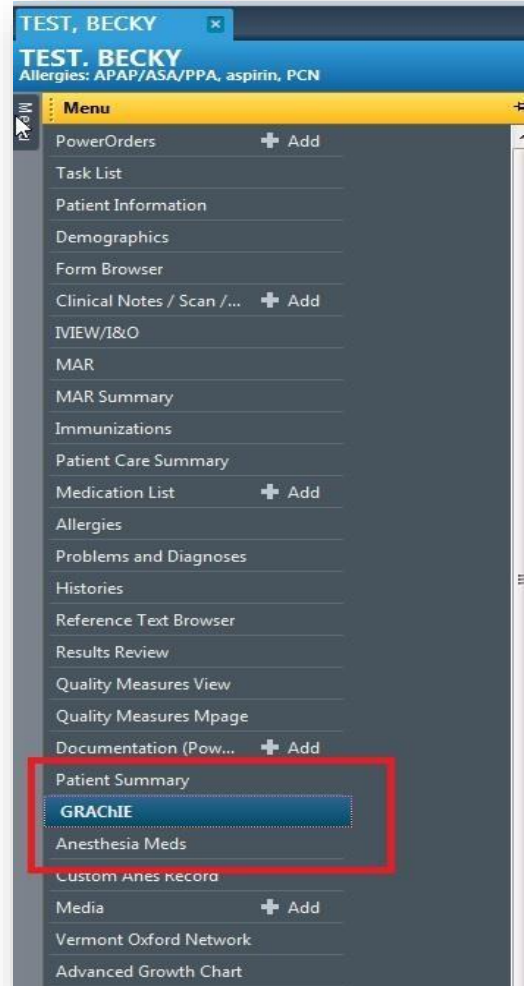 TEST, BECKY
TEST. BECKY
Allergies: APAP/ASA/PPA, aspirin, PCN
Menu
Menu
PowerOrders + Add
Task List
Patient Information
Demographics
Form Browser
Clinical Notes / Scan /... + Add
IVIEW/I&O
MAR
MAR Summary
Immunizations
Patient Care Summary
Medication List + Add
Allergies
Problems and Diagnoses
Histories
Reference Text Browser
Results Review
Quality Measures View
Quality Measures Mpage
Documentation (Pow... + Add
Patient Summary
GRAChIE
Anesthesia Meds
Custom Anes Record
Media + Add
Vermont Oxford Network
Advanced Growth Chart